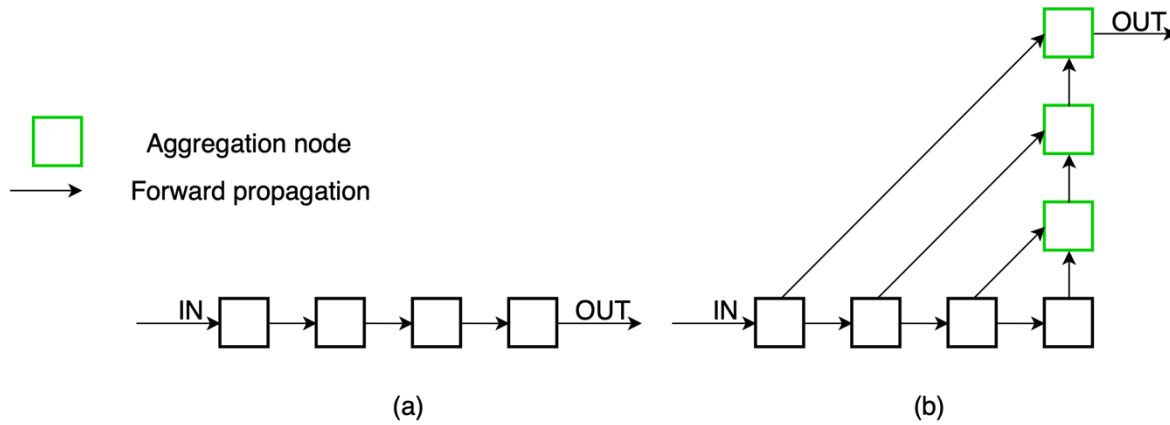 OUT
Aggregation node
Forward propagation
IN
OUT
IN
(a)
(b)